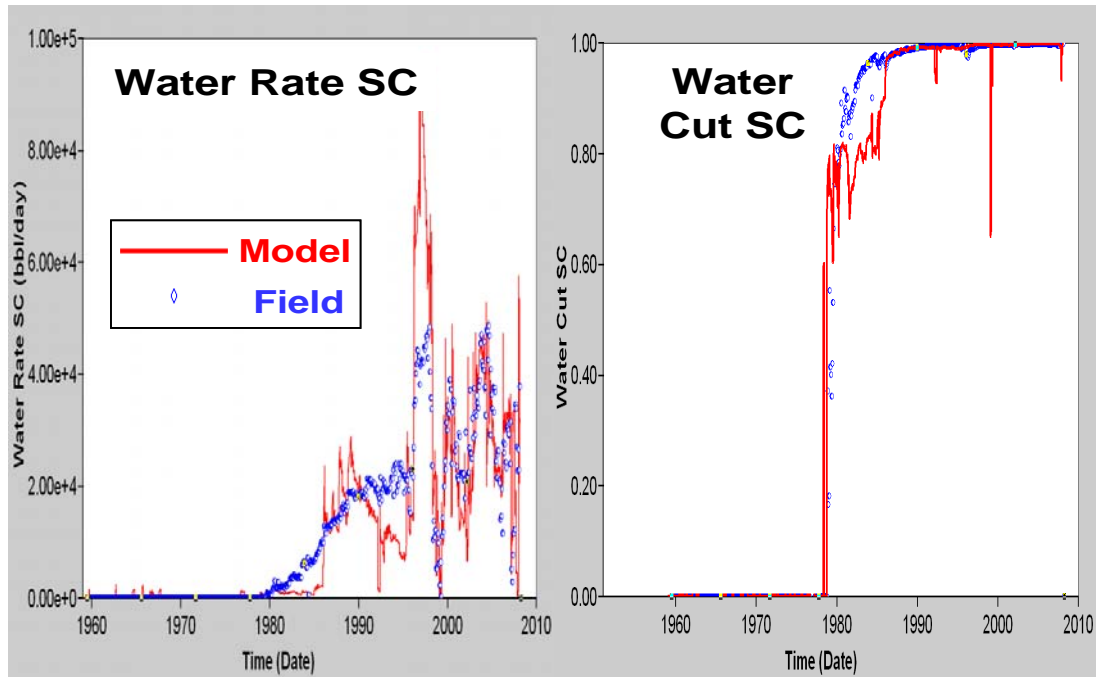 Water Rate SC
Water Rate SC (bbl/day)
1.00e+5
8.00e+4
6.00e+4
4.00e+4
2.00e+4
0.00e+0
Model
Field
1960
1970
1980
1990
2000
2010
Time (Date)
Water
Cut SC
Water Cut SC
1.00
0.80
0.60
0.40
0.20
0.00
1960
1970
1980
1990
2000
2010
Time (Date)